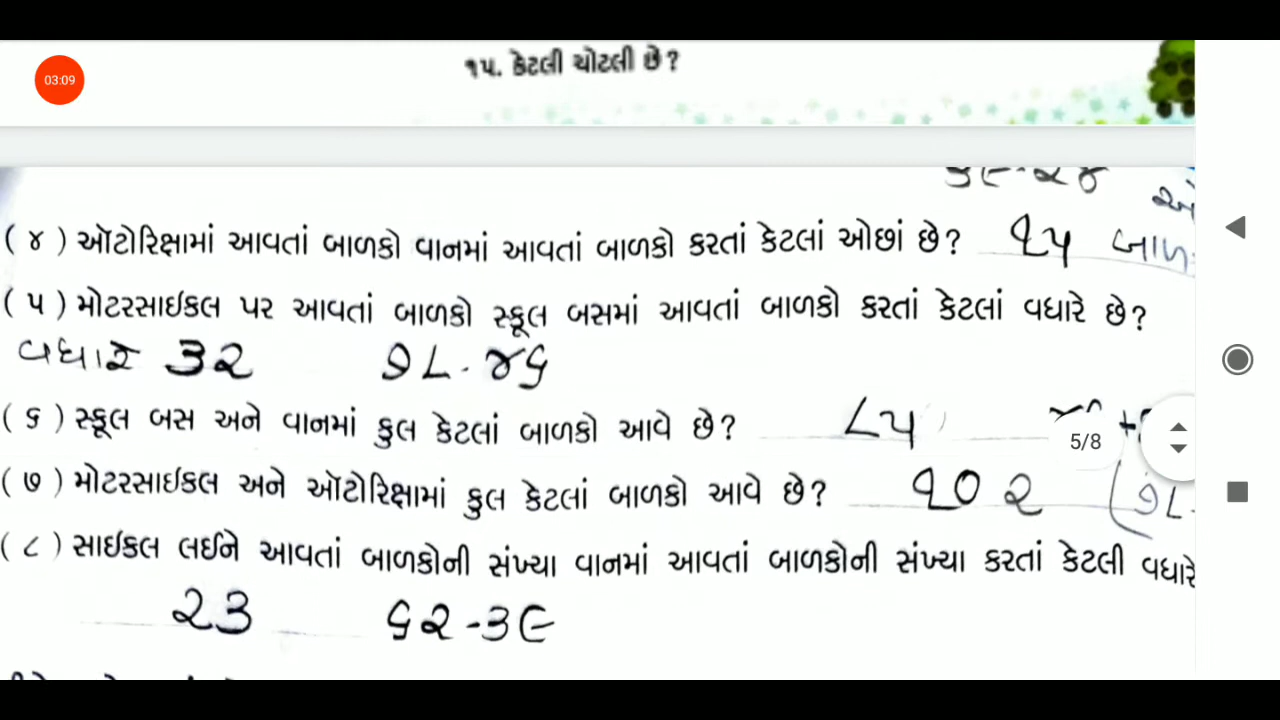 03:09
૧૫. કેટલી ચોટલી છે?
૩૯-૨૪
(૪) ઑટોરિક્ષામાં આવતાં બાળકો વાનમાં આવતાં બાળકો કરતાં કેટલાં ઓછાં છે? ૧૫ બાળ
(૫) મોટરસાઇકલ પર આવતાં બાળકો સ્કૂલ બસમાં આવતાં બાળકો કરતાં કેટલાં વધારે છે?
વધારે ૩૨ ૭૮-૪૬
(૬) સ્કૂલ બસ અને વાનમાં કુલ કેટલાં બાળકો આવે છે? ૮૫
5/8
(૭) મોટરસાઇકલ અને ઑટોરિક્ષામાં કુલ કેટલાં બાળકો આવે છે? ૧૦૨ (૭૮
(૮) સાઇકલ લઈને આવતાં બાળકોની સંખ્યા વાનમાં આવતાં બાળકોની સંખ્યા કરતાં કેટલી વધારે
૨૩ ૬૨-૩૯